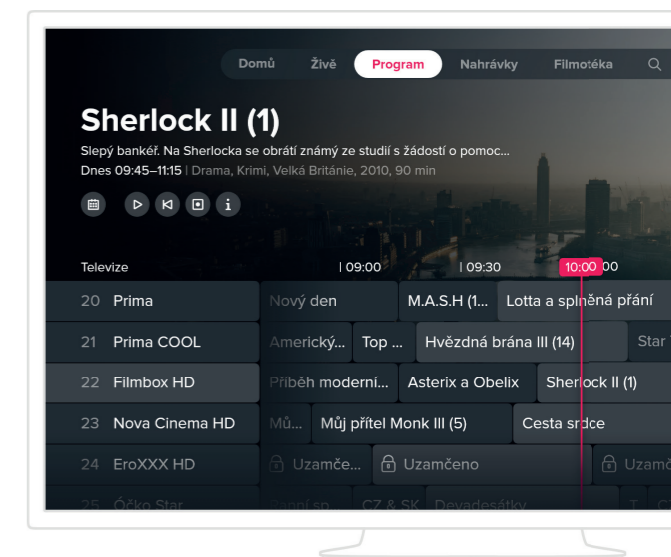 Domů Živě Program Nahrávky Filmotéka
Sherlock II (1)
Slepý bankéř. Na Sherlocka se obrátí známý ze studií s žádostí o pomoc...
Dnes 09:45–11:15 | Drama, Krimi, Velká Británie, 2010, 90 min
Televize | 09:00 | 09:30 10:00 00
20 Prima Nový den M.A.S.H (1... Lotta a splněná přání
21 Prima COOL Americký... Top ... Hvězdná brána III (14) Star
22 Filmbox HD Příběh moderní... Asterix a Obelix Sherlock II (1)
23 Nova Cinema HD Mů... Můj přítel Monk III (5) Cesta srdce
24 EroXXX HD Uzamče... Uzamčeno Uzamč
25 Óčko Star Ranní sp... CZ & SK Devadesátky T